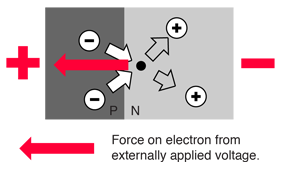 P N
Force on electron from
externally applied voltage.